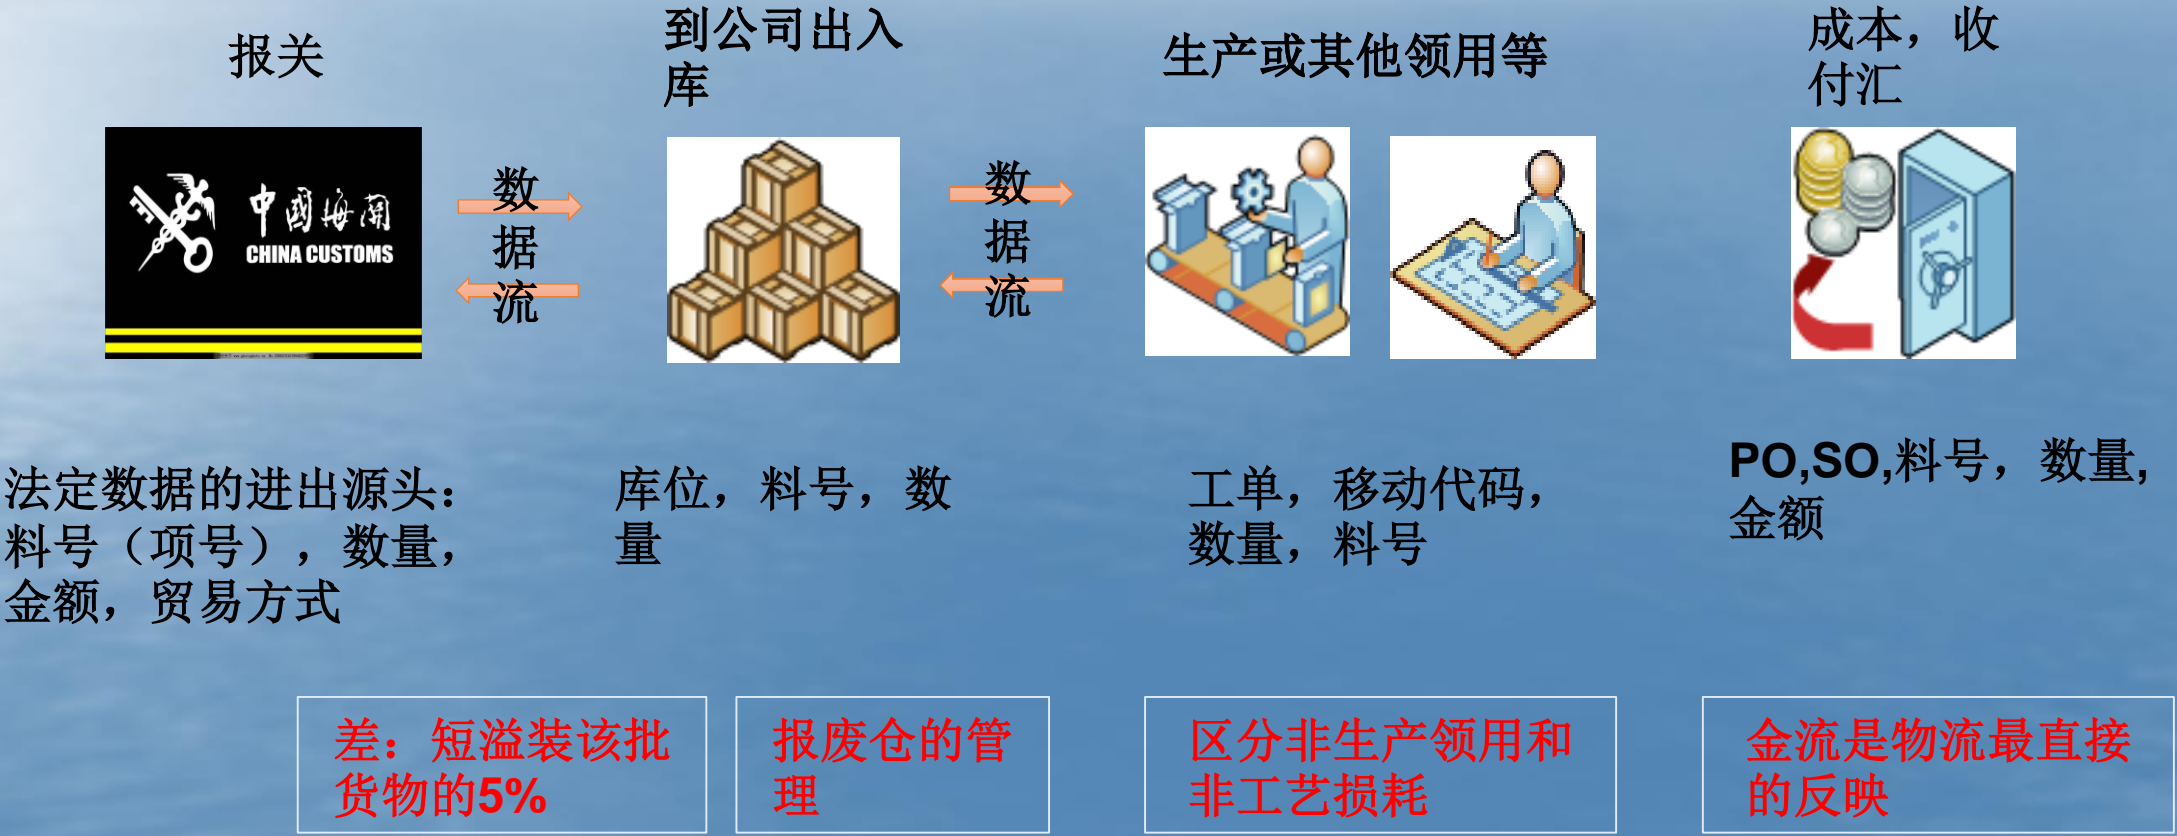 报关
到公司出入
库
生产或其他领用等
成本，收
付汇
中國海關
CHINA CUSTOMS
数
据
流
数
据
流
法定数据的进出源头：
料号（项号），数量，
金额，贸易方式
库位，料号，数
量
工单，移动代码，
数量，料号
PO,SO,料号，数量,
金额
差：短溢装该批
货物的5%
报废仓的管
理
区分非生产领用和
非工艺损耗
金流是物流最直接
的反映